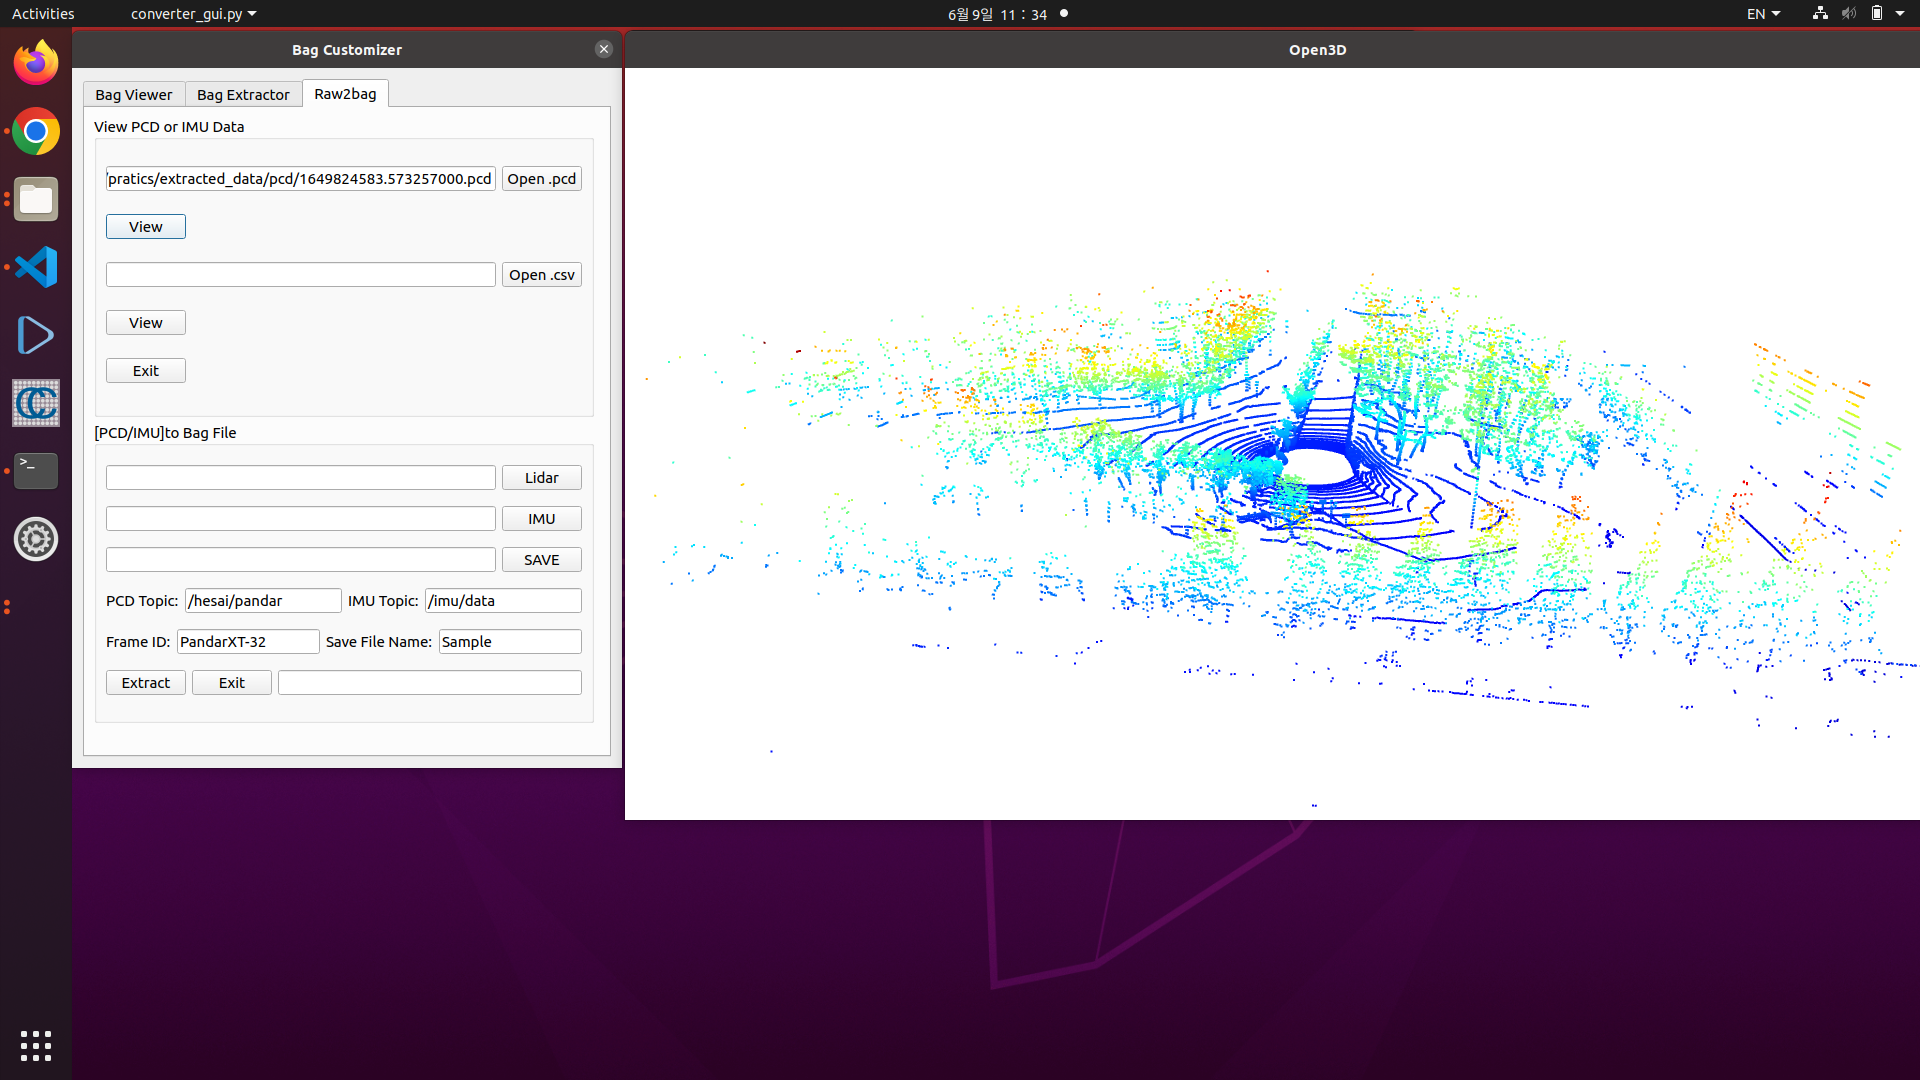 Activities
converter_gui.py
6월 9일 11 : 34
EN
Bag Customizer
Open3D
Bag Viewer
Bag Extractor
Raw2bag
View PCD or IMU Data
/pratics/extracted_data/pcd/1649824583.573257000.pcd
Open .pcd
View
Open .csv
View
Exit
[PCD/IMU]to Bag File
Lidar
IMU
SAVE
PCD Topic: /hesai/pandar IMU Topic: /imu/data
Frame ID: PandarXT-32 Save File Name: Sample
Extract
Exit